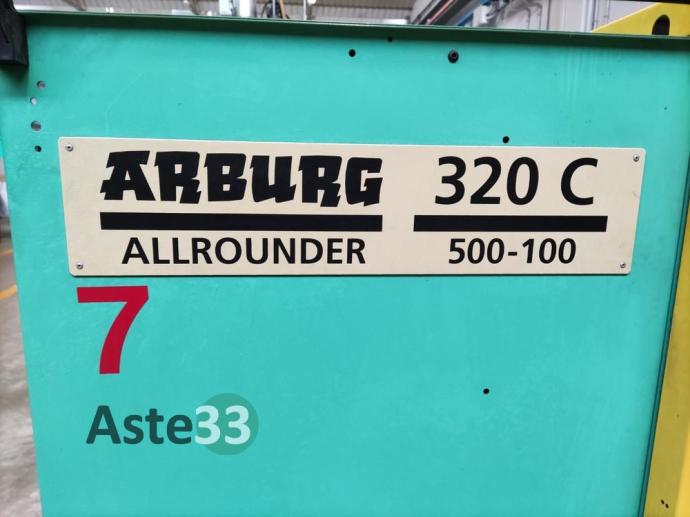 ARBURG 320 C
ALLROUNDER 500-100
7
Aste33